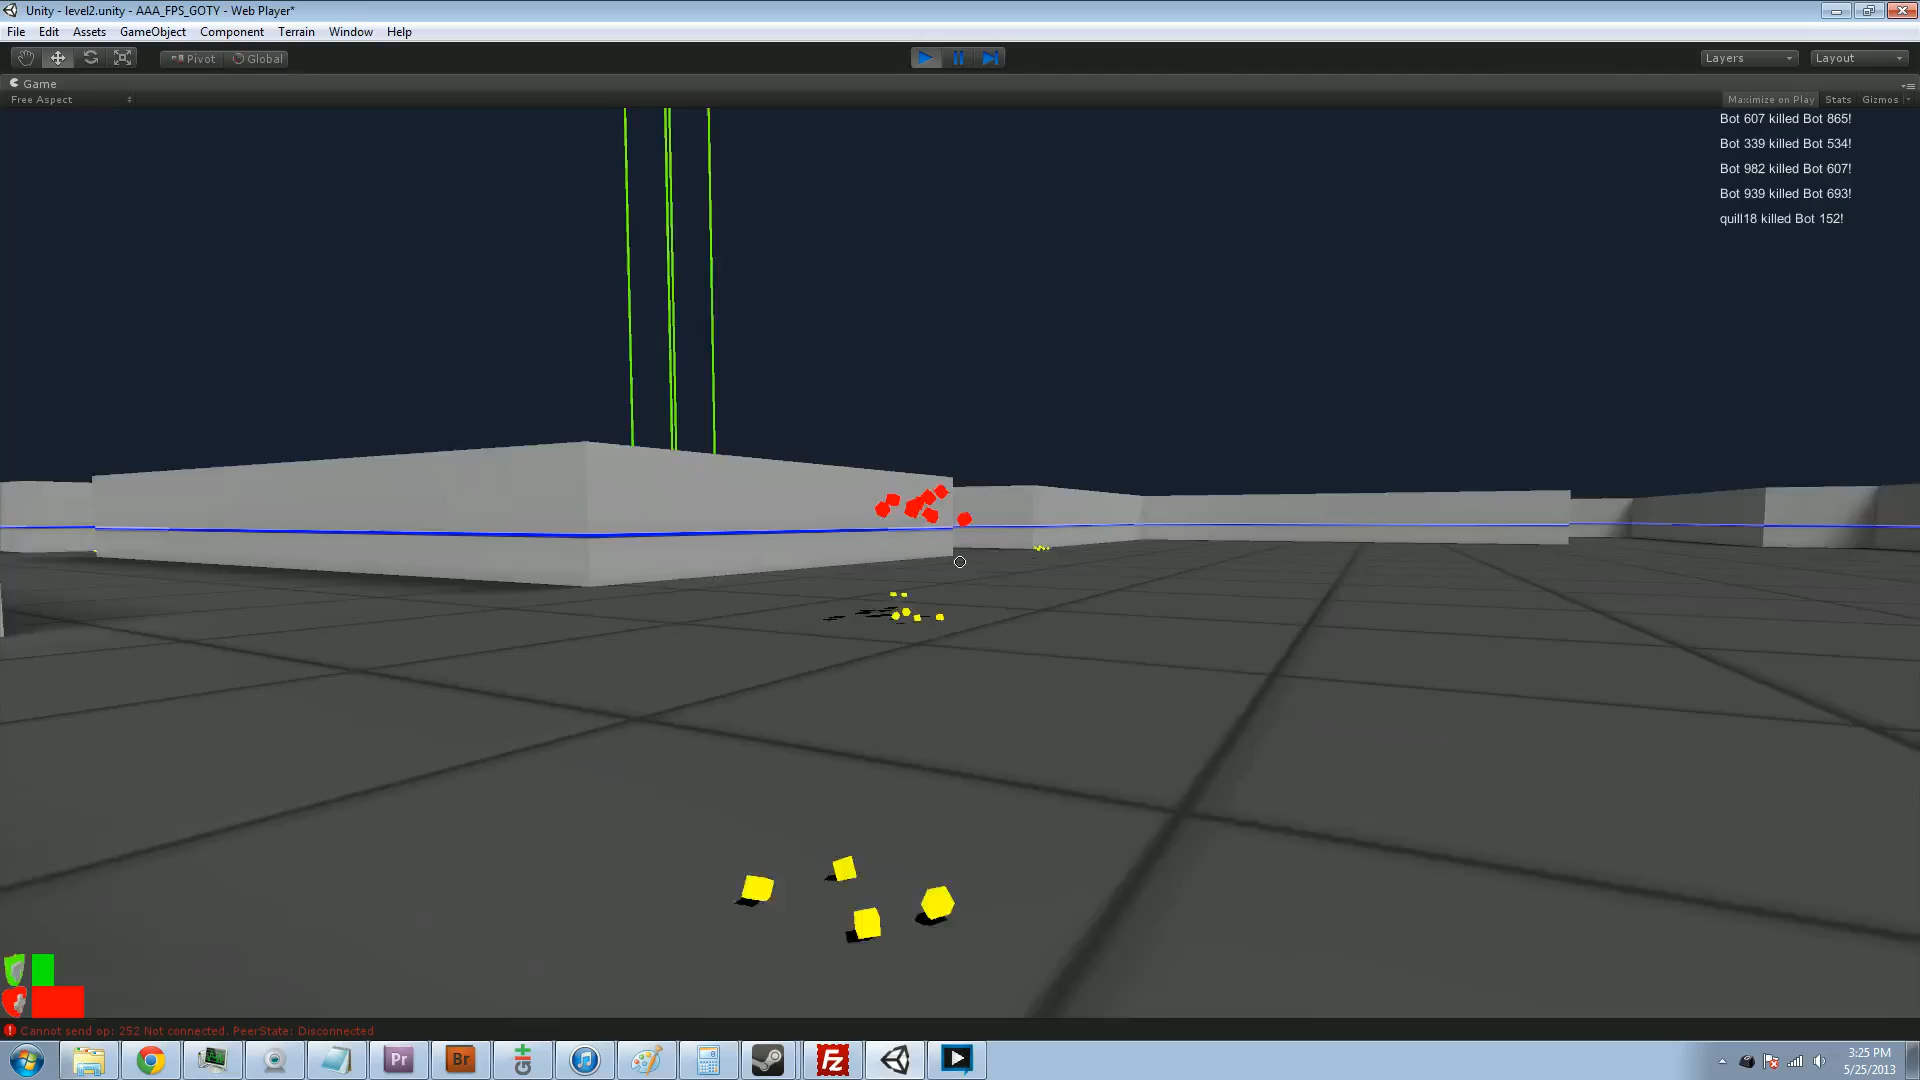 Unity - level2.unity - AAA_FPS_GOTY - Web Player*
File Edit Assets GameObject Component Terrain Window Help
Pivot Global Layers Layout
Game
Free Aspect Maximize on Play Stats Gizmos
Bot 607 killed Bot 865!
Bot 339 killed Bot 534!
Bot 982 killed Bot 607!
Bot 939 killed Bot 693!
quill18 killed Bot 152!
Cannot send op: 252 Not connected. PeerState: Disconnected
Pr Br Git Fz
3:25 PM
5/25/2013